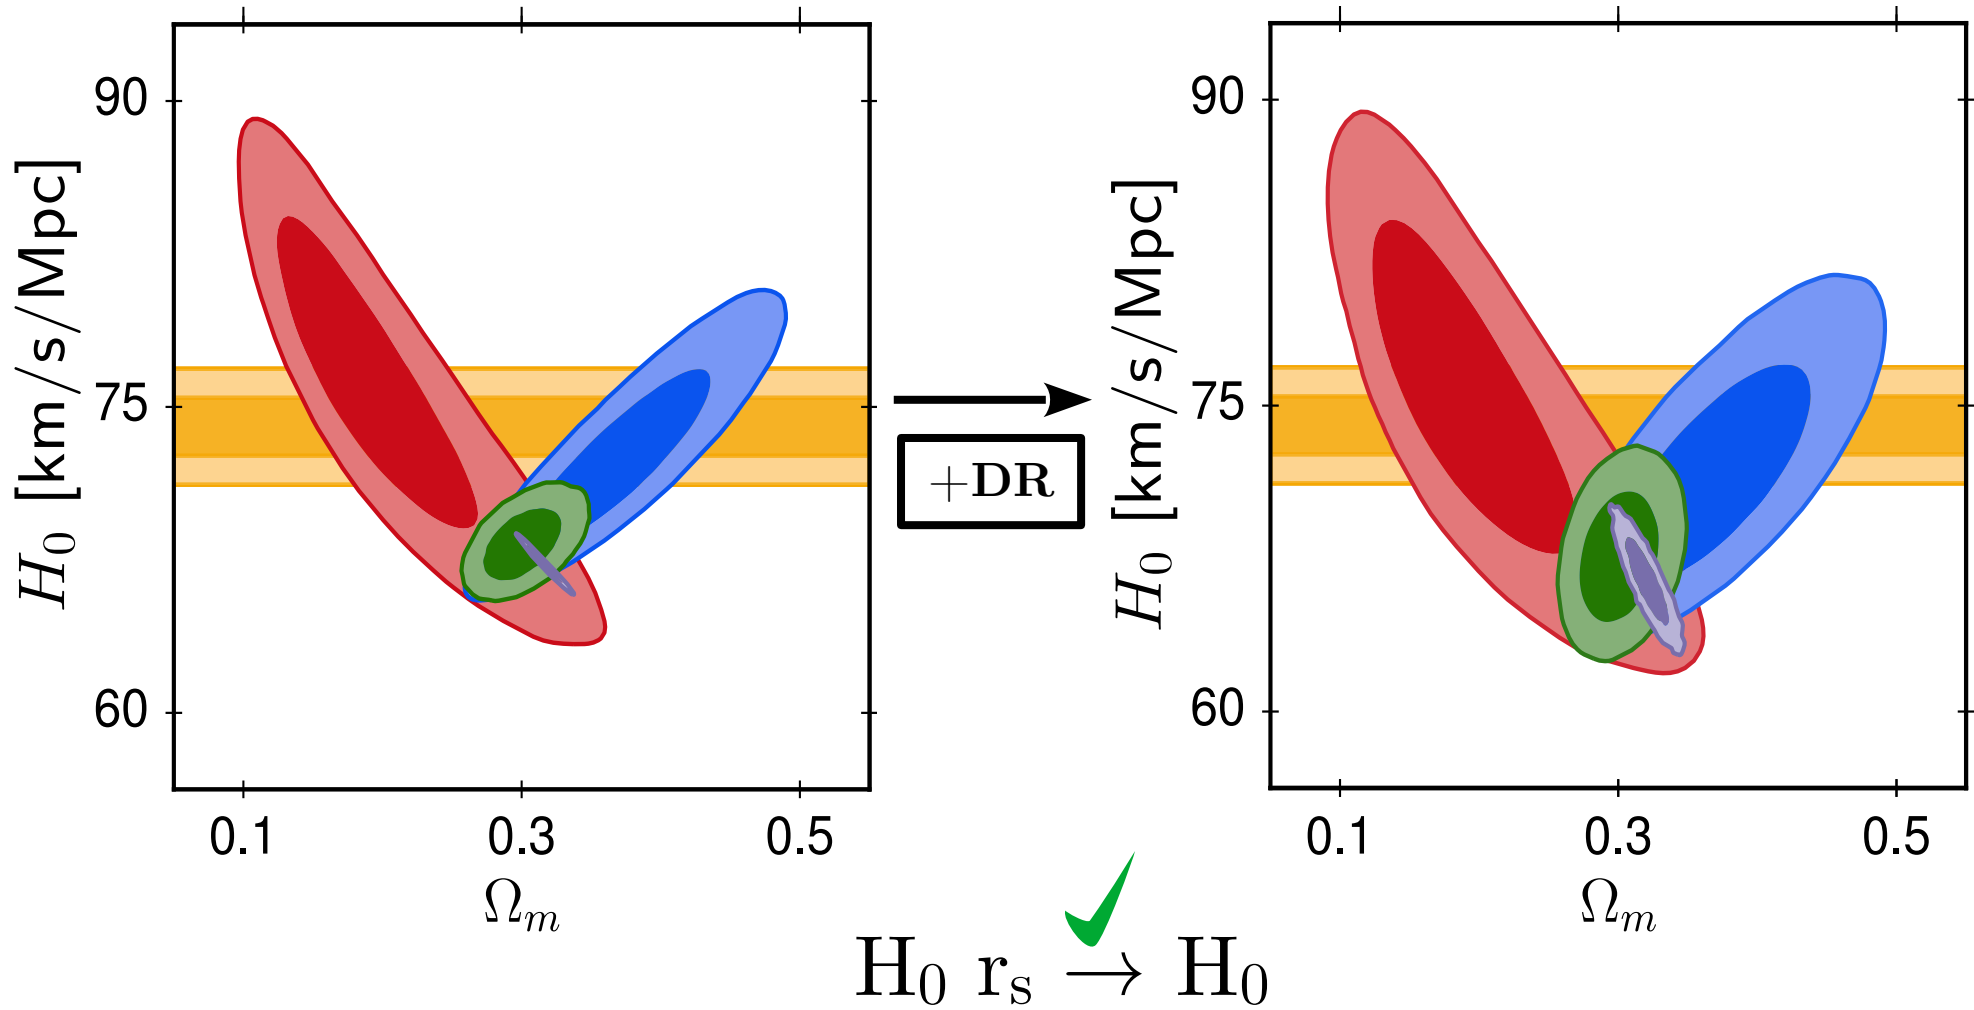 H₀ [km/s/Mpc]
90
75
60
0.1 0.3 0.5
Ωₘ
+DR
H₀ [km/s/Mpc]
90
75
60
0.1 0.3 0.5
Ωₘ
H₀ rₛ → H₀